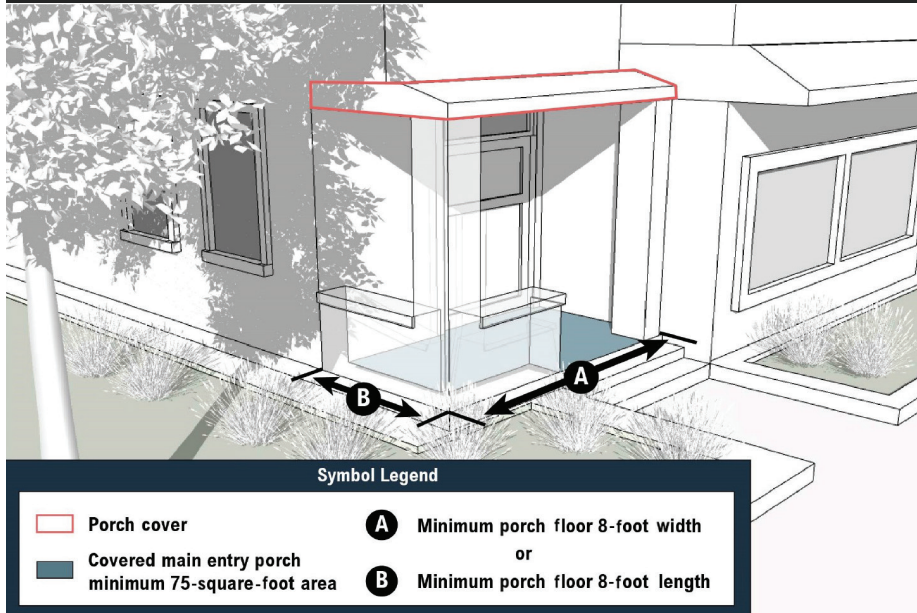 B
A
Symbol Legend
Porch cover
Covered main entry porch
minimum 75-square-foot area
A Minimum porch floor 8-foot width
or
B Minimum porch floor 8-foot length